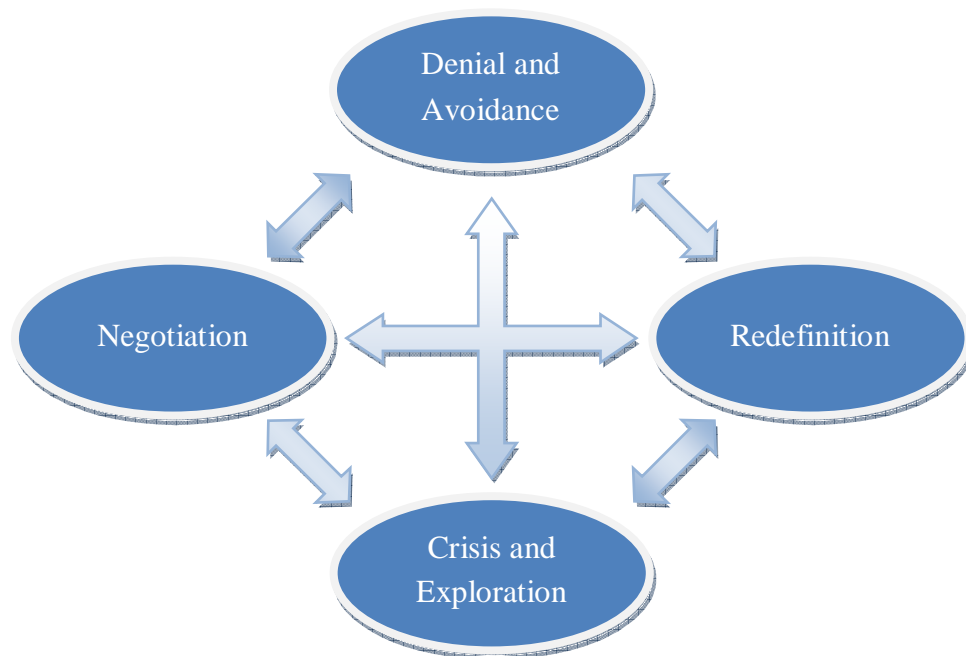 Denial and
Avoidance
Negotiation
Redefinition
Crisis and
Exploration